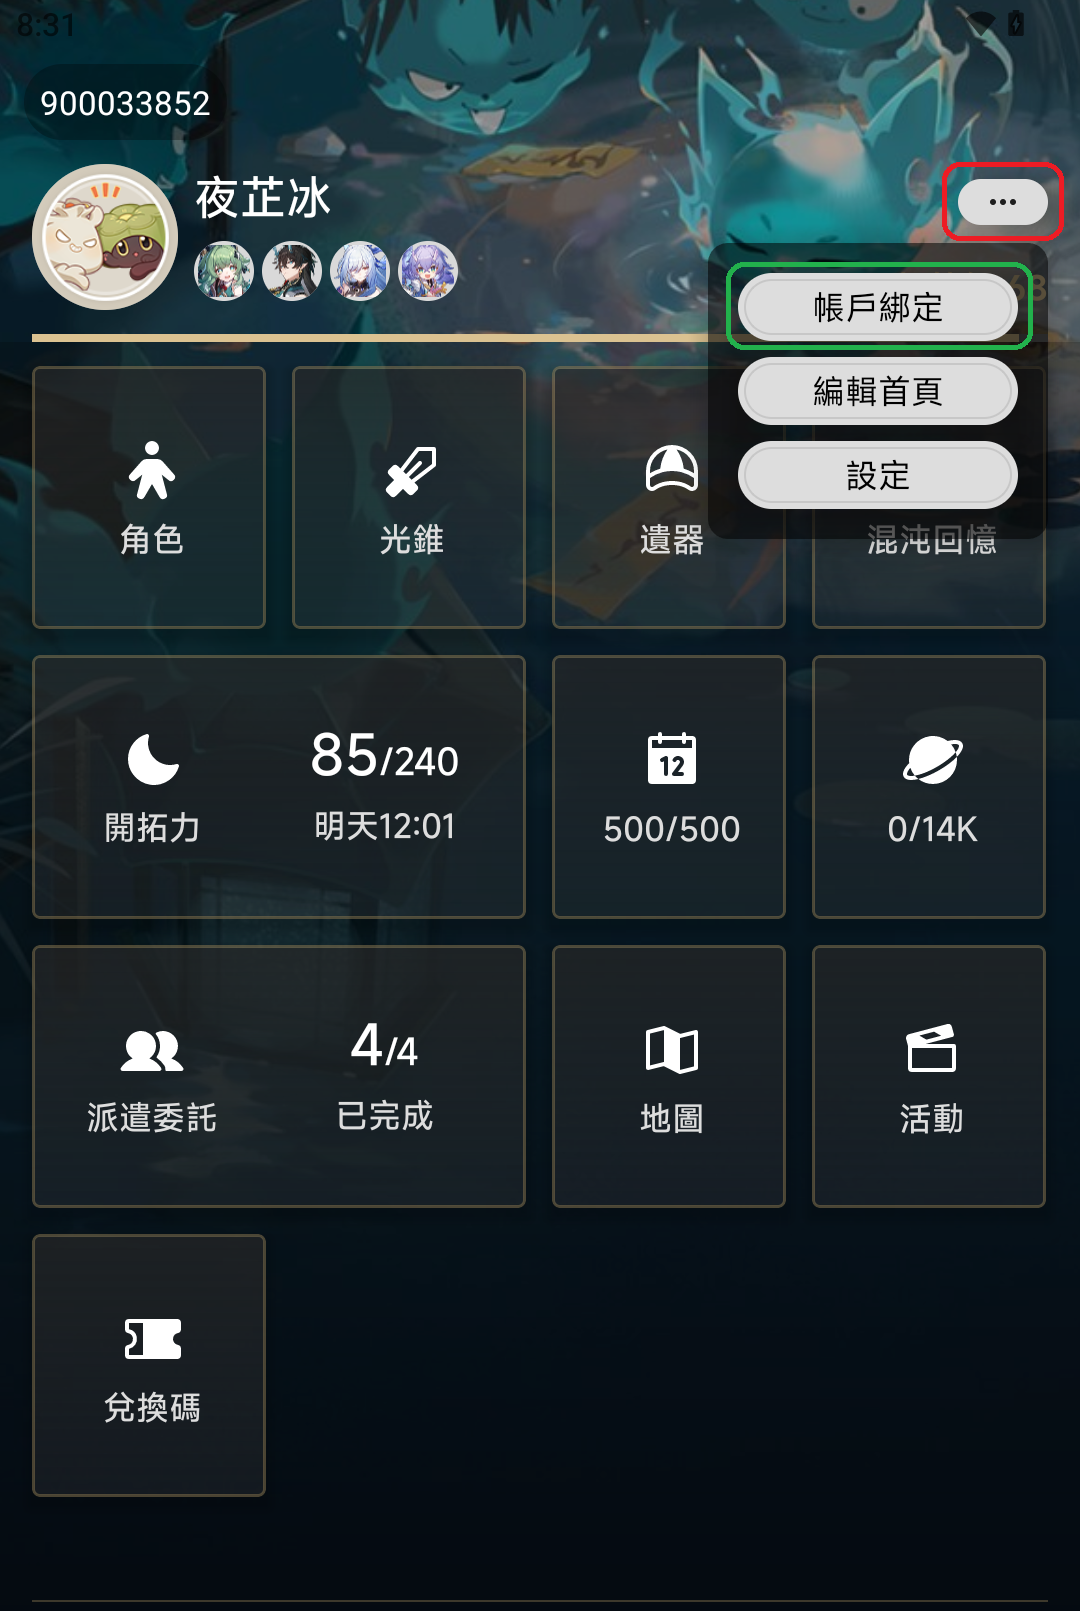 8:31
900033852
夜芷冰
帳戶綁定
編輯首頁
設定
角色
光錐
遺器
混沌回憶
85/240
開拓力
明天12:01
12
500/500
0/14K
4/4
派遣委託
已完成
地圖
活動
兌換碼